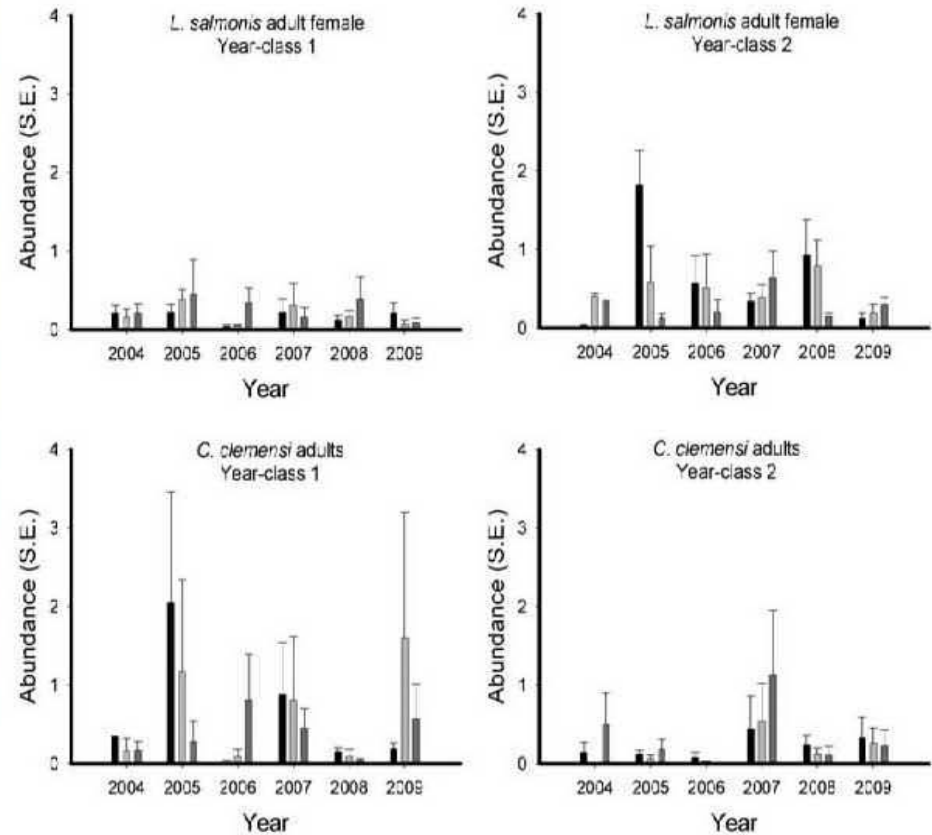 L. salmonis adult female
Year-class 1
Abundance (S.E.)
4
3
2
1
0
2004 2005 2006 2007 2008 2009
Year
L. salmonis adult female
Year-class 2
Abundance (S.E.)
4
3
2
1
0
2004 2005 2006 2007 2008 2009
Year
C. clemensi adults
Year-class 1
Abundance (S.E.)
4
3
2
1
0
2004 2005 2006 2007 2008 2009
Year
C. clemensi adults
Year-class 2
Abundance (S.E.)
4
3
2
1
0
2004 2005 2006 2007 2008 2009
Year